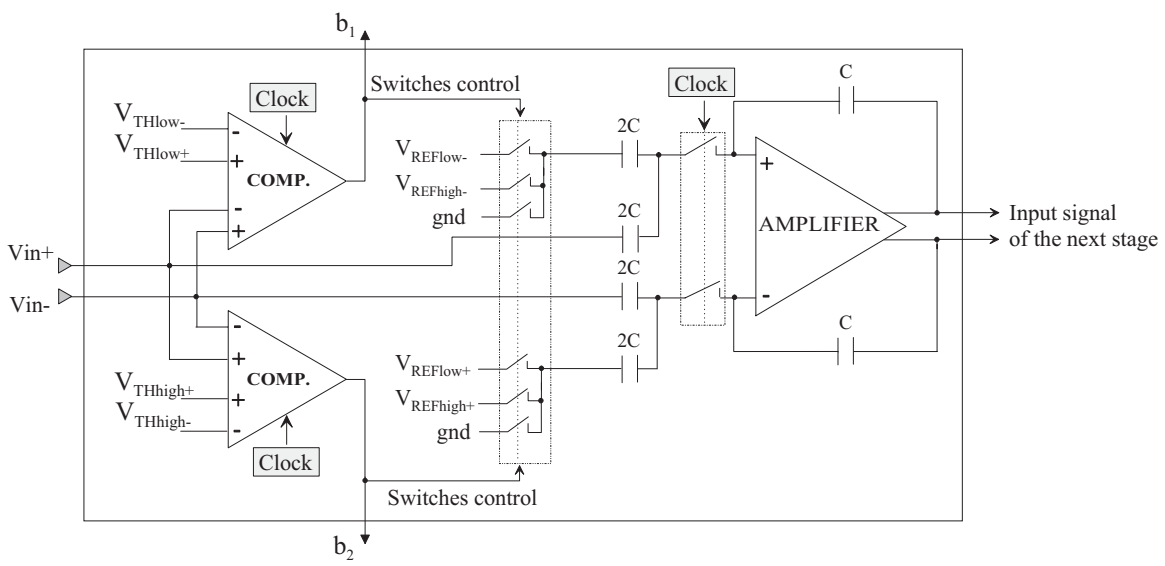 b1
Switches control
Clock
VTHlow-
VTHlow+
-
+
COMP.
-
+
VREFlow-
VREFhigh-
gnd
2C
2C
Clock
C
+
AMPLIFIER
-
Input signal
of the next stage
Vin+
Vin-
2C
2C
C
-
+
COMP.
+
-
VTHhigh+
VTHhigh-
Clock
VREFlow+
VREFhigh+
gnd
Switches control
b2